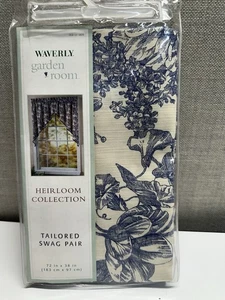 WAVERLY
garden
room
HEIRLOOM
COLLECTION
TAILORED
SWAG PAIR